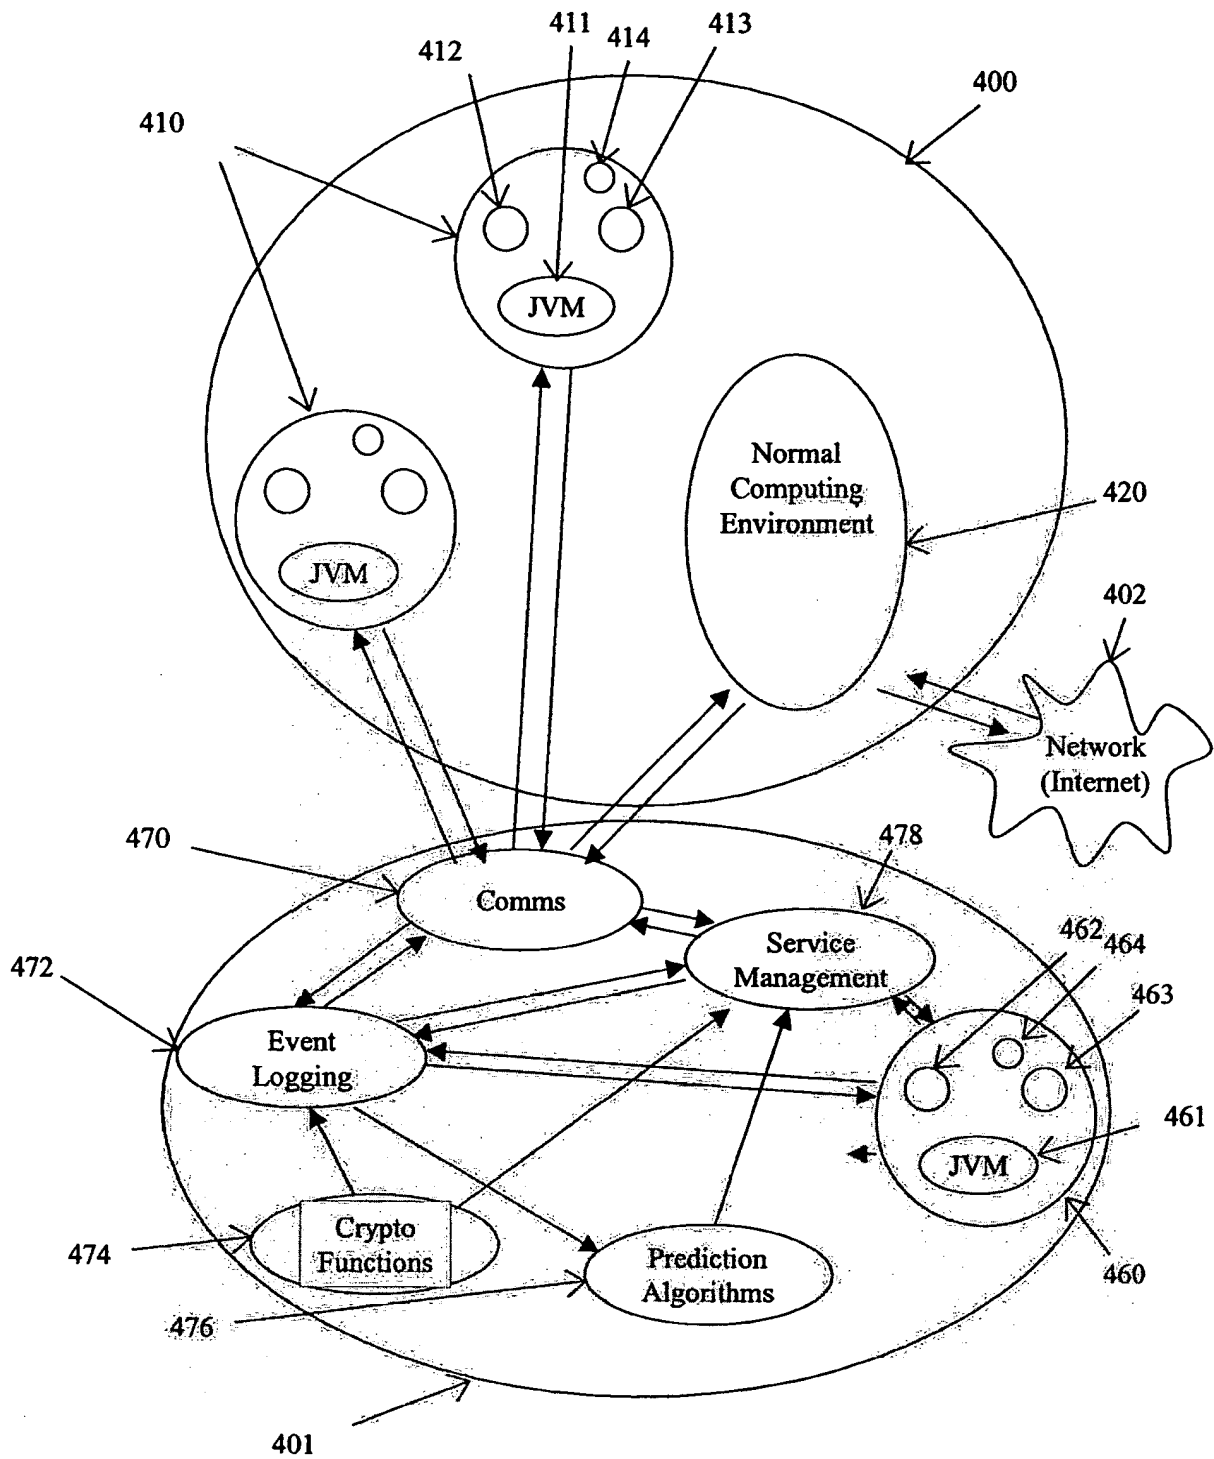 411
414
413
412
400
410
JVM
Normal
Computing
Environment
420
JVM
402
Network
(Internet)
470
478
Comms
462
464
Service
Management
472
463
Event
Logging
461
JVM
Crypto
Functions
474
Prediction
Algorithms
460
476
401